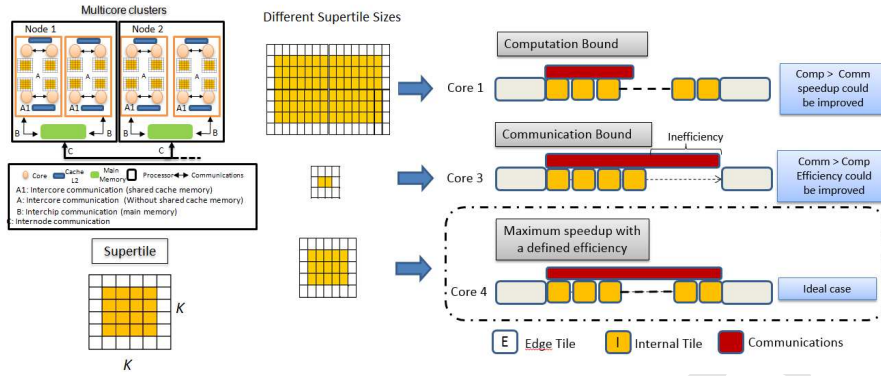 Multicore clusters
Node 1
Node 2
A
A
A
A
A1
A1
B
B
B
B
C
C
Core
Cache L2
Main Memory
Processor
Communications
A1: Intercore communication (shared cache memory)
A: Intercore communication (Without shared cache memory)
B: Interchip communication (main memory)
C: Internode communication
Supertile
K
K
Different Supertile Sizes
Computation Bound
Core 1
Comp > Comm
speedup could
be improved
Communication Bound
Inefficiency
Core 3
Comm > Comp
Efficiency could
be improved
Maximum speedup with
a defined efficiency
Core 4
Ideal case
E Edge Tile
I Internal Tile
Communications